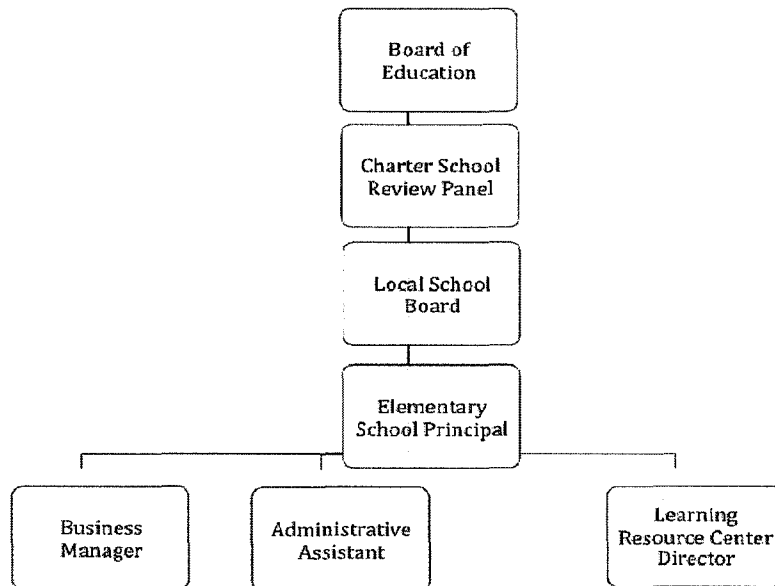 Board of
Education
Charter School
Review Panel
Local School
Board
Elementary
School Principal
Business
Manager
Administrative
Assistant
Learning
Resource Center
Director